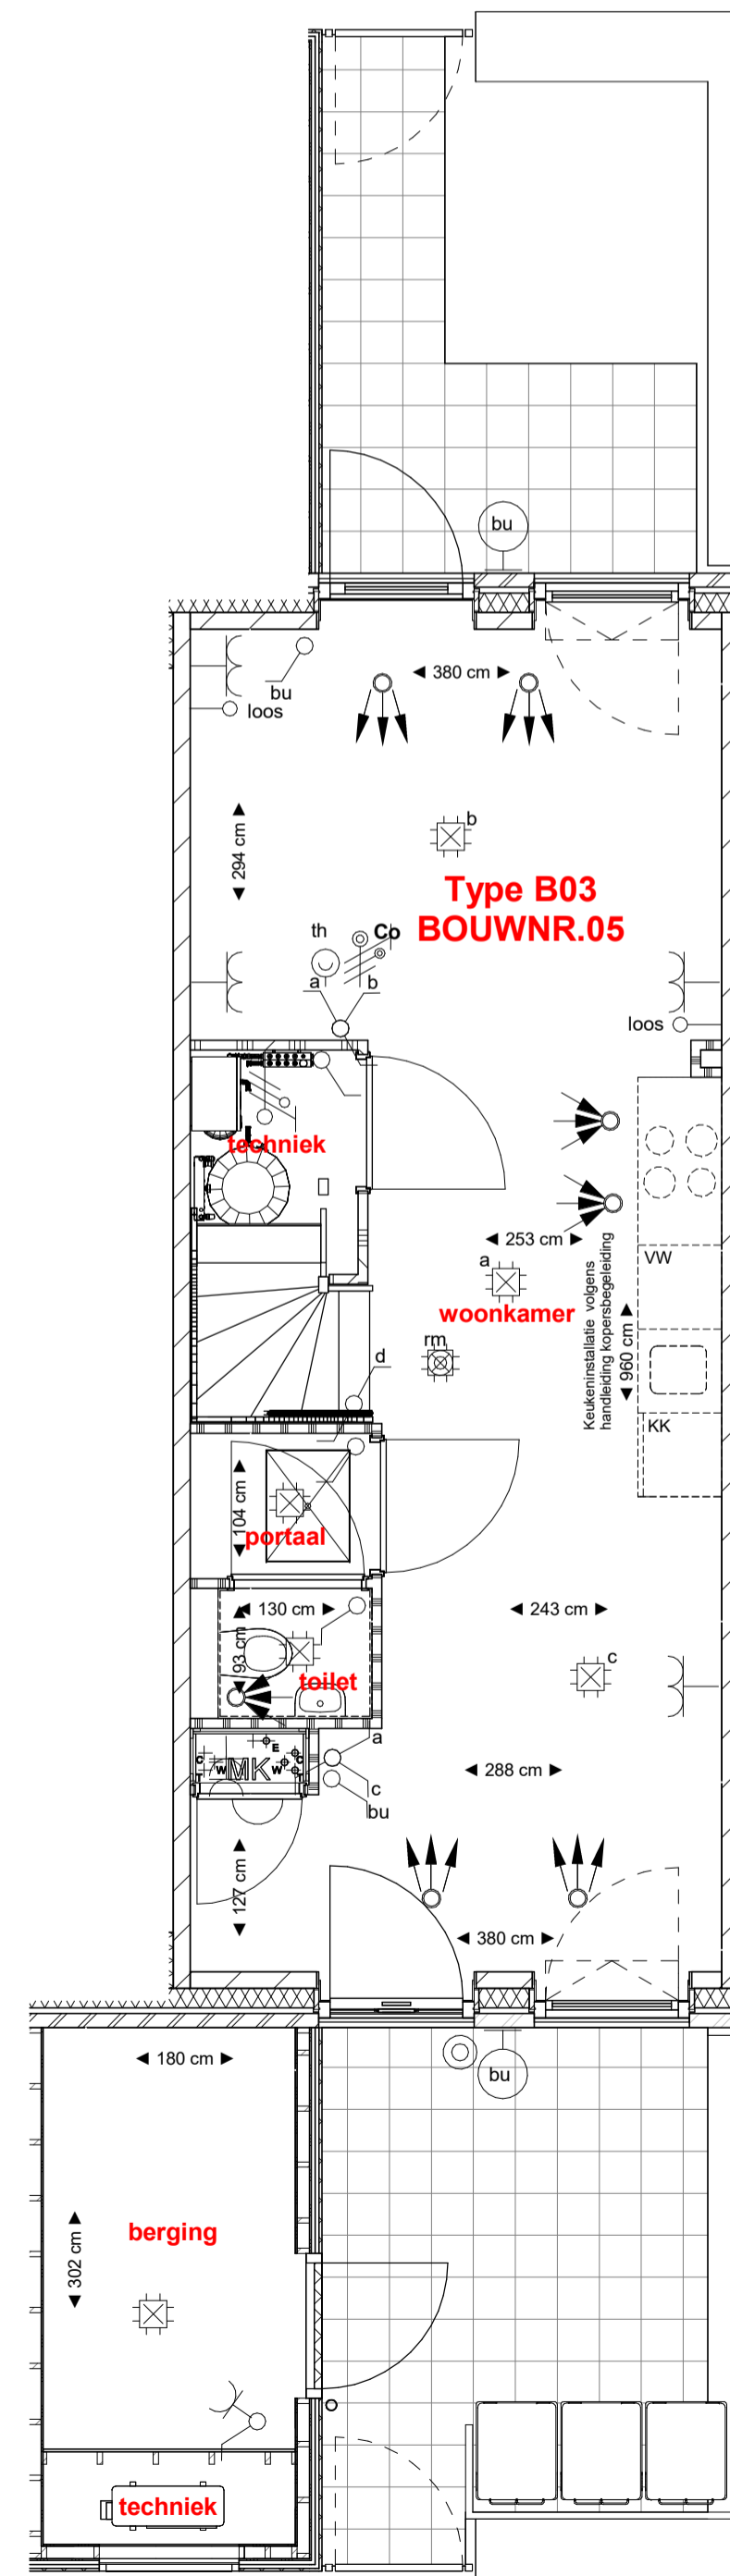 bu
380 cm
bu
loos
b
294 cm
Type B03
BOUWNR.05
th
Co
a
b
loos
techniek
253 cm
a
VW
woonkamer
Keukeninstallatie volgens
handleiding kopersbegeleiding
960 cm
rm
d
KK
104 cm
portaal
130 cm
243 cm
93 cm
c
toilet
a
E
C
W
MK
W
C
288 cm
c
bu
127 cm
380 cm
180 cm
bu
berging
302 cm
techniek